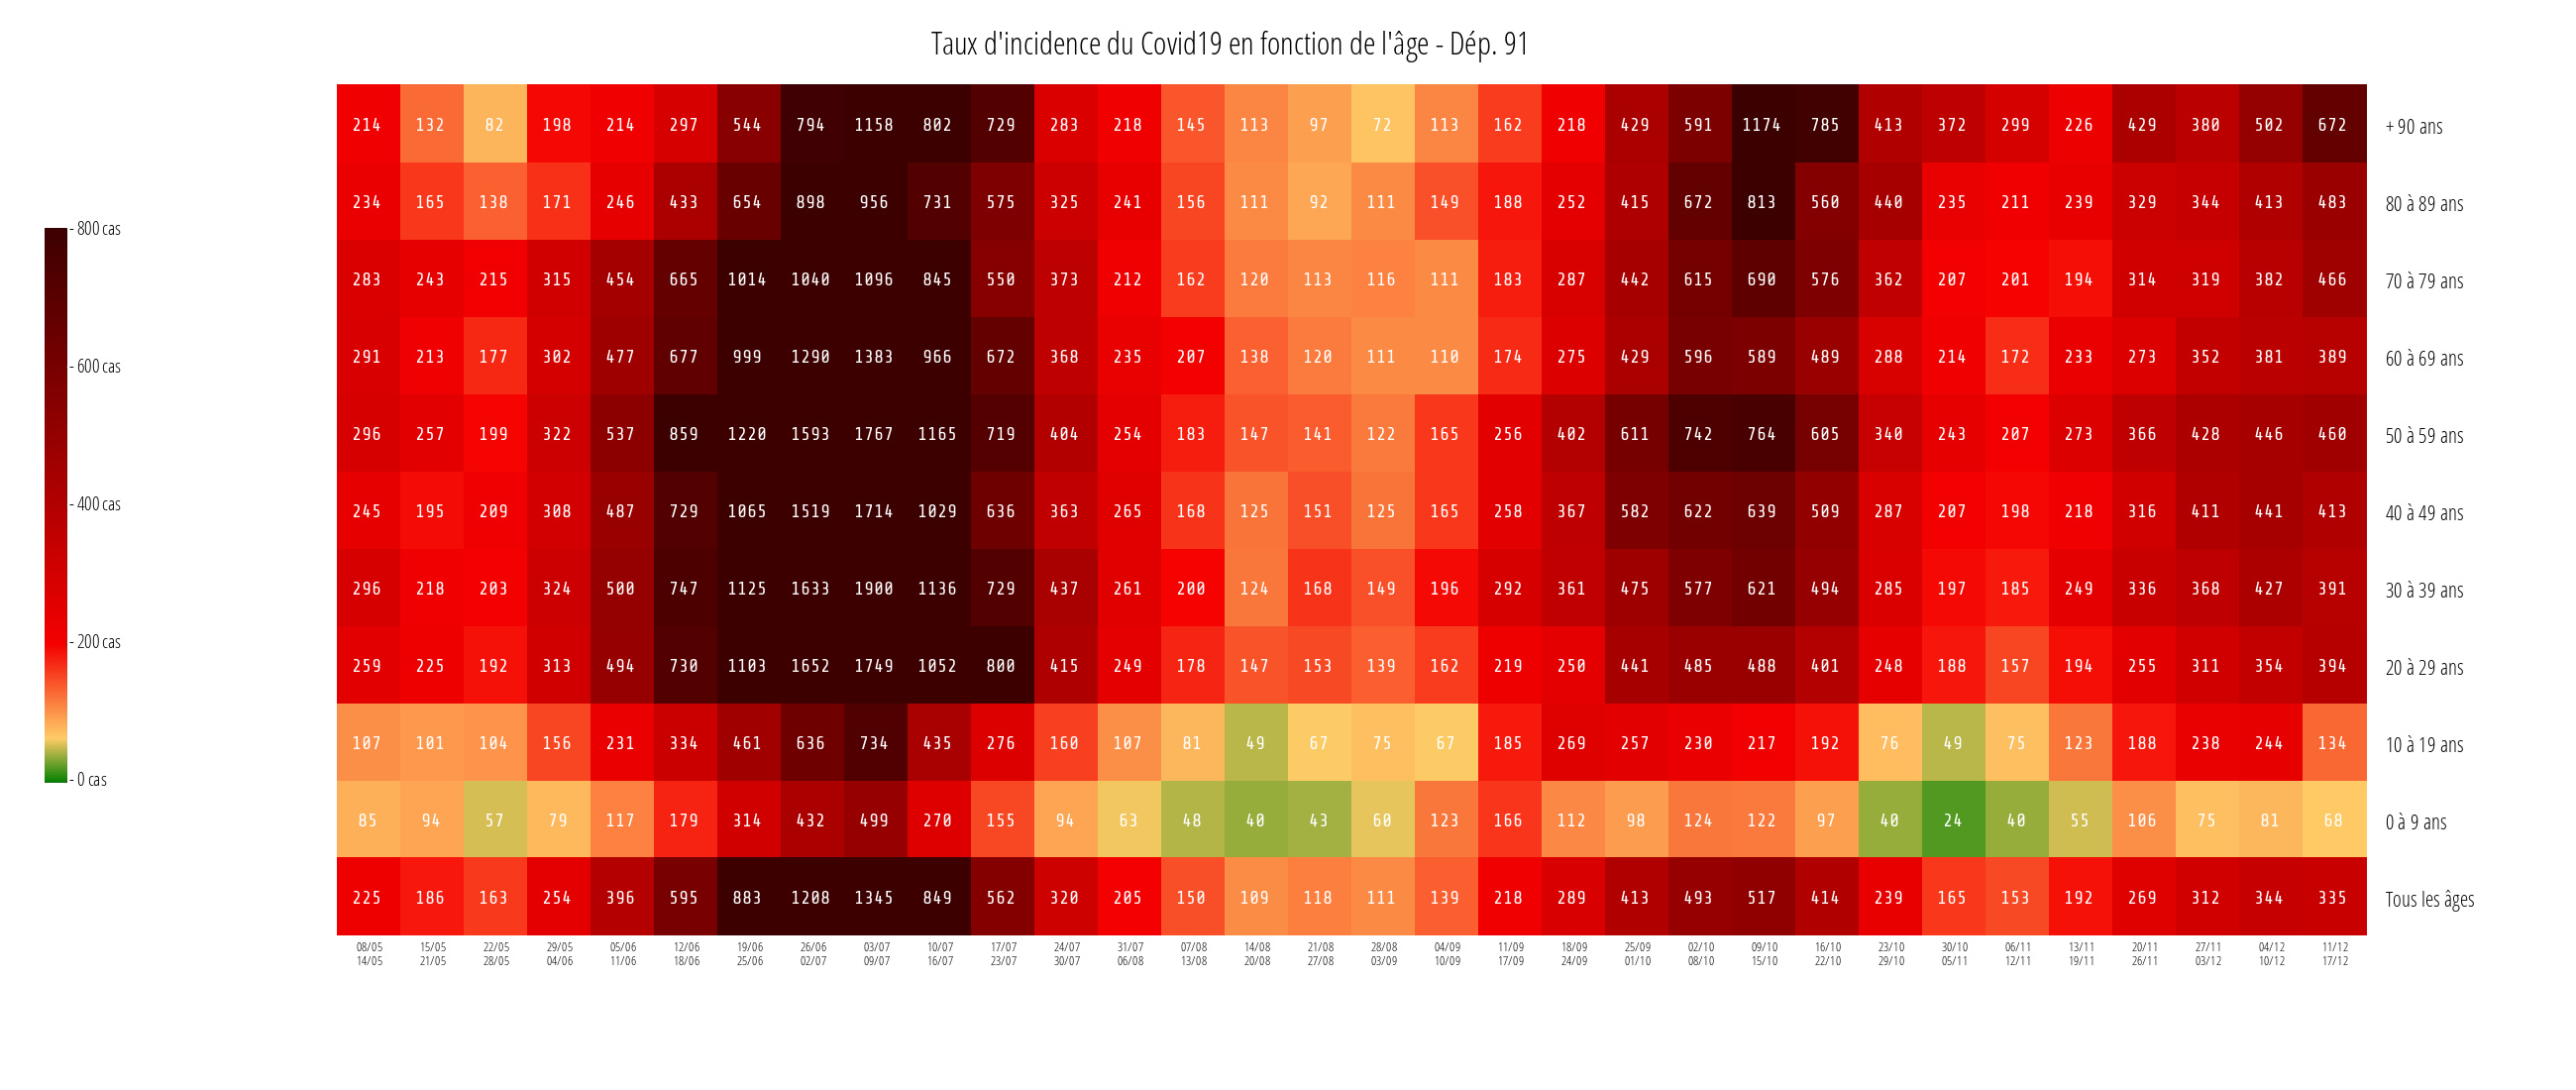 Taux d'incidence du Covid19 en fonction de l'âge - Dép. 91
214 132 82 198 214 297 544 794 1158 802 729 283 218 145 113 97 72 113 162 218 429 591 1174 785 413 372 299 226 429 380 502 672 + 90 ans
234 165 138 171 246 433 654 898 956 731 575 325 241 156 111 92 111 149 188 252 415 672 813 560 440 235 211 239 329 344 413 483 80 à 89 ans
283 243 215 315 454 665 1014 1040 1096 845 550 373 212 162 120 113 116 111 183 287 442 615 690 576 362 207 201 194 314 319 382 466 70 à 79 ans
291 213 177 302 477 677 999 1290 1383 966 672 368 235 207 138 120 111 110 174 275 429 596 589 489 288 214 172 233 273 352 381 389 60 à 69 ans
296 257 199 322 537 859 1220 1593 1767 1165 719 404 254 183 147 141 122 165 256 402 611 742 764 605 340 243 207 273 366 428 446 460 50 à 59 ans
245 195 209 308 487 729 1065 1519 1714 1029 636 363 265 168 125 151 125 165 258 367 582 622 639 509 287 207 198 218 316 411 441 413 40 à 49 ans
296 218 203 324 500 747 1125 1633 1900 1136 729 437 261 200 124 168 149 196 292 361 475 577 621 494 285 197 185 249 336 368 427 391 30 à 39 ans
259 225 192 313 494 730 1103 1652 1749 1052 800 415 249 178 147 153 139 162 219 250 441 485 488 401 248 188 157 194 255 311 354 394 20 à 29 ans
107 101 104 156 231 334 461 636 734 435 276 160 107 81 49 67 75 67 185 269 257 230 217 192 76 49 75 123 188 238 244 134 10 à 19 ans
85 94 57 79 117 179 314 432 499 270 155 94 63 48 40 43 60 123 166 112 98 124 122 97 40 24 40 55 106 75 81 68 0 à 9 ans
225 186 163 254 396 595 883 1208 1345 849 562 320 205 150 109 118 111 139 218 289 413 493 517 414 239 165 153 192 269 312 344 335 Tous les âges
08/05 15/05 22/05 29/05 05/06 12/06 19/06 26/06 03/07 10/07 17/07 24/07 31/07 07/08 14/08 21/08 28/08 04/09 11/09 18/09 25/09 02/10 09/10 16/10 23/10 30/10 06/11 13/11 20/11 27/11 04/12 11/12
14/05 21/05 28/05 04/06 11/06 18/06 25/06 02/07 09/07 16/07 23/07 30/07 06/08 13/08 20/08 27/08 03/09 10/09 17/09 24/09 01/10 08/10 15/10 22/10 29/10 05/11 12/11 19/11 26/11 03/12 10/12 17/12
- 800 cas
- 600 cas
- 400 cas
- 200 cas
- 0 cas